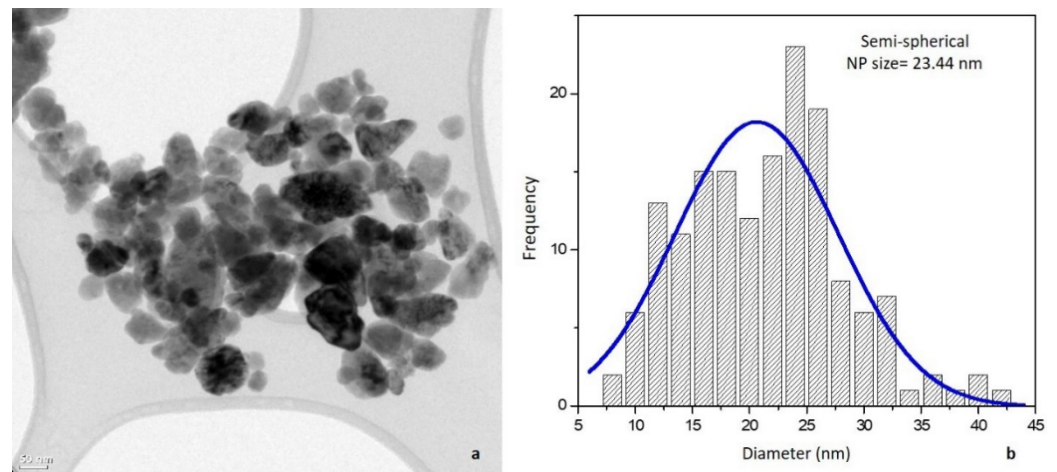 50 nm
a
Semi-spherical
NP size= 23.44 nm
Frequency
20
10
0
5 10 15 20 25 30 35 40 45
Diameter (nm)
b